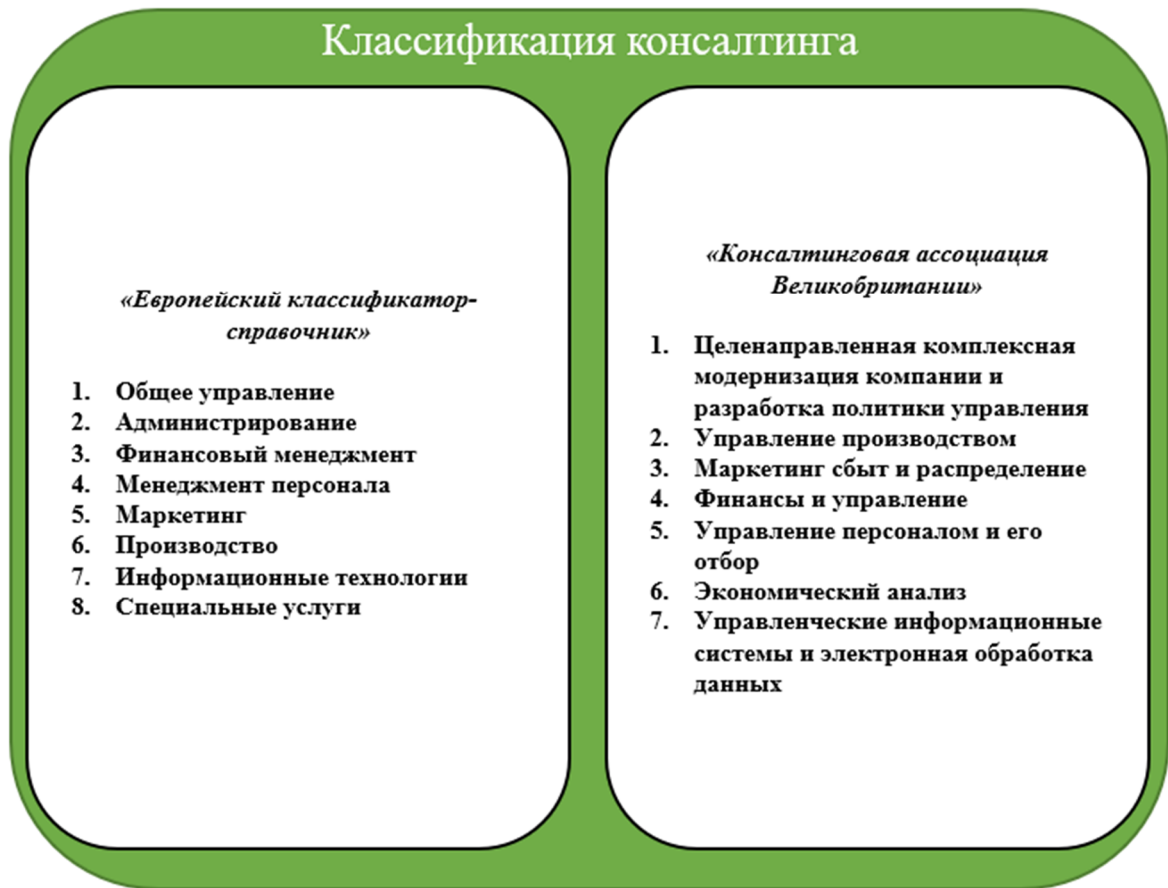 Классификация консалтинга
«Европейский классификатор-
справочник»
1. Общее управление
2. Администрирование
3. Финансовый менеджмент
4. Менеджмент персонала
5. Маркетинг
6. Производство
7. Информационные технологии
8. Специальные услуги
«Консалтинговая ассоциация
Великобритании»
1. Целенаправленная комплексная
модернизация компании и
разработка политики управления
2. Управление производством
3. Маркетинг сбыт и распределение
4. Финансы и управление
5. Управление персоналом и его
отбор
6. Экономический анализ
7. Управленческие информационные
системы и электронная обработка
данных